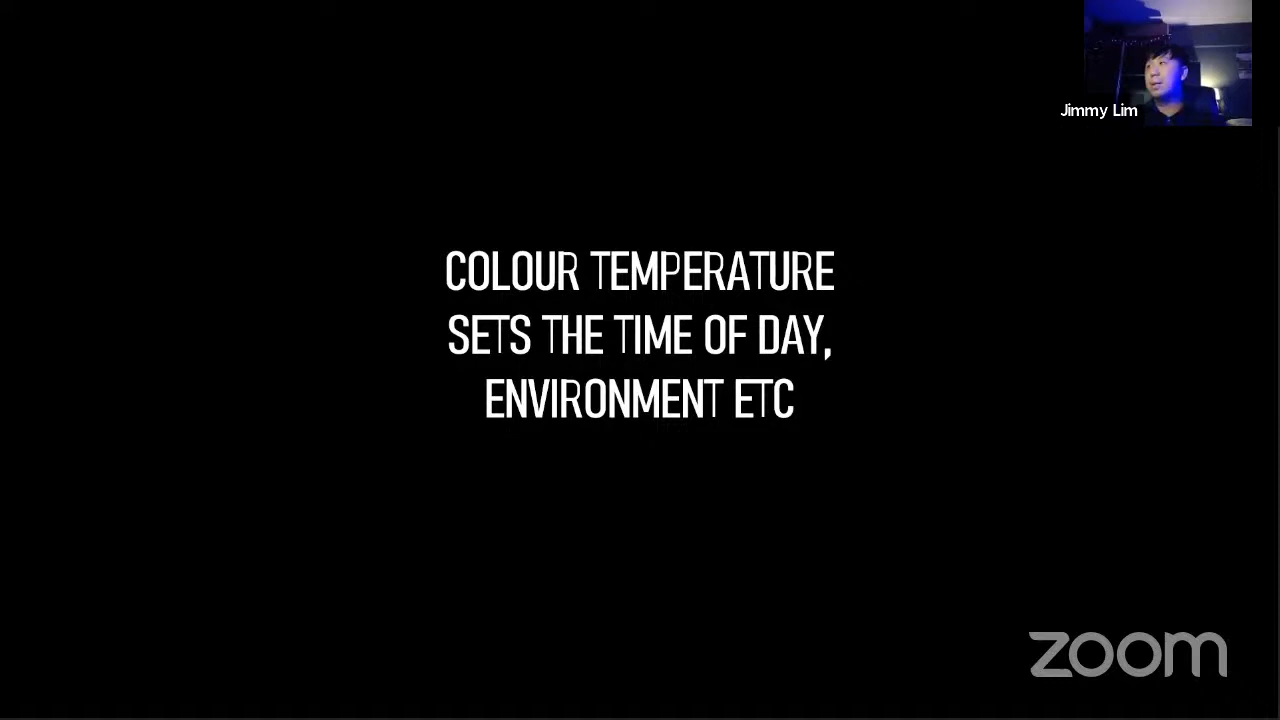 Jimmy Lim
COLOUR TEMPERATURE
SETS THE TIME OF DAY,
ENVIRONMENT ETC
zoom